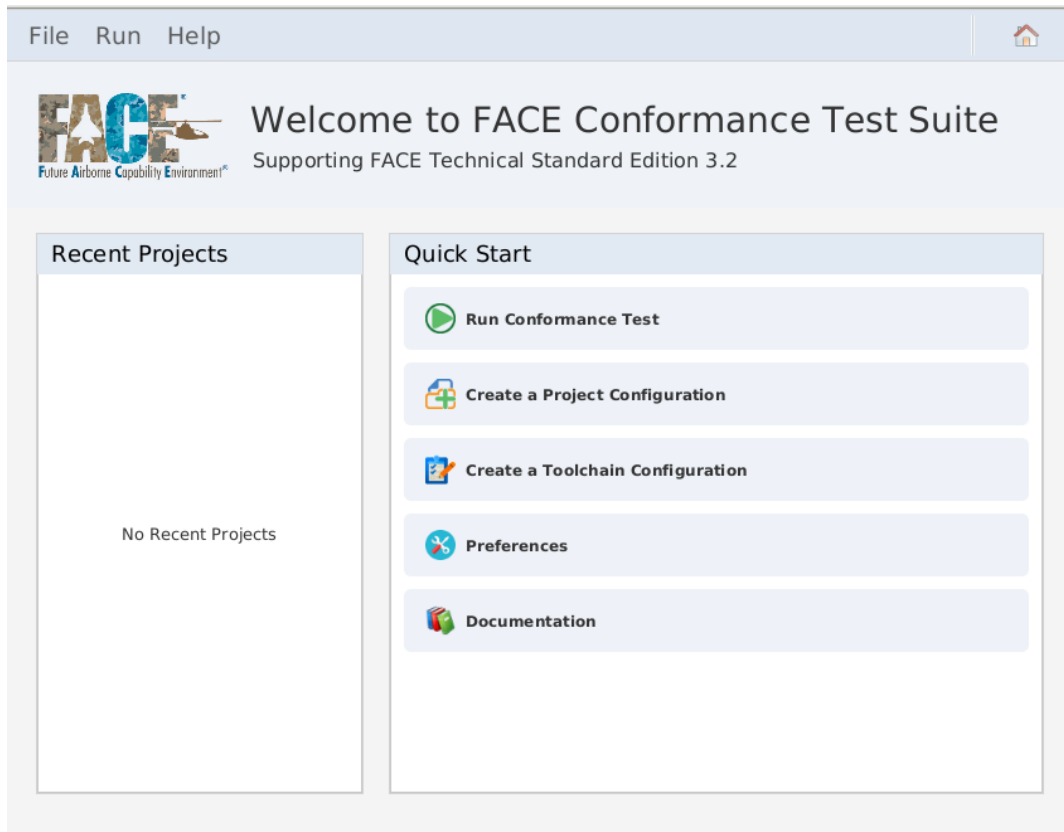 File Run Help
FACE
Future Airborne Capability Environment®
Welcome to FACE Conformance Test Suite
Supporting FACE Technical Standard Edition 3.2
Recent Projects
No Recent Projects
Quick Start
Run Conformance Test
Create a Project Configuration
Create a Toolchain Configuration
Preferences
Documentation